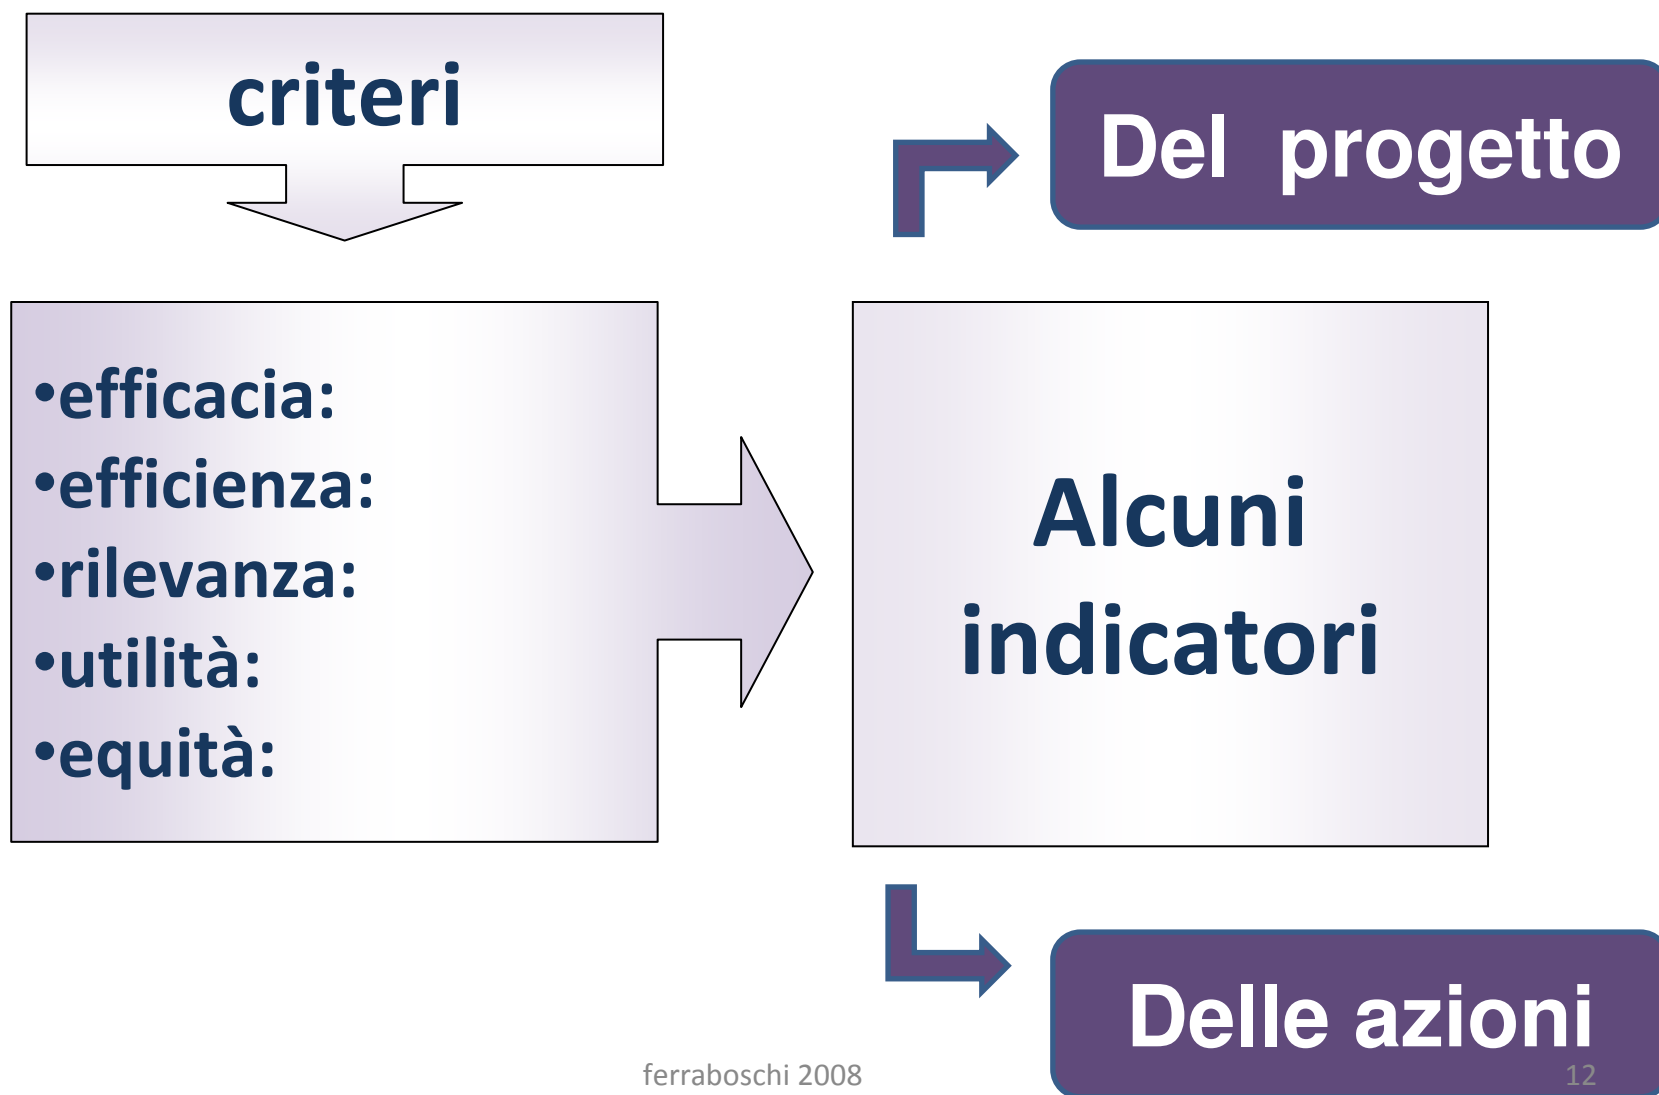 criteri
•efficacia:
•efficienza:
•rilevanza:
•utilità:
•equità:
Del progetto
Alcuni
indicatori
Delle azioni
ferraboschi 2008
12